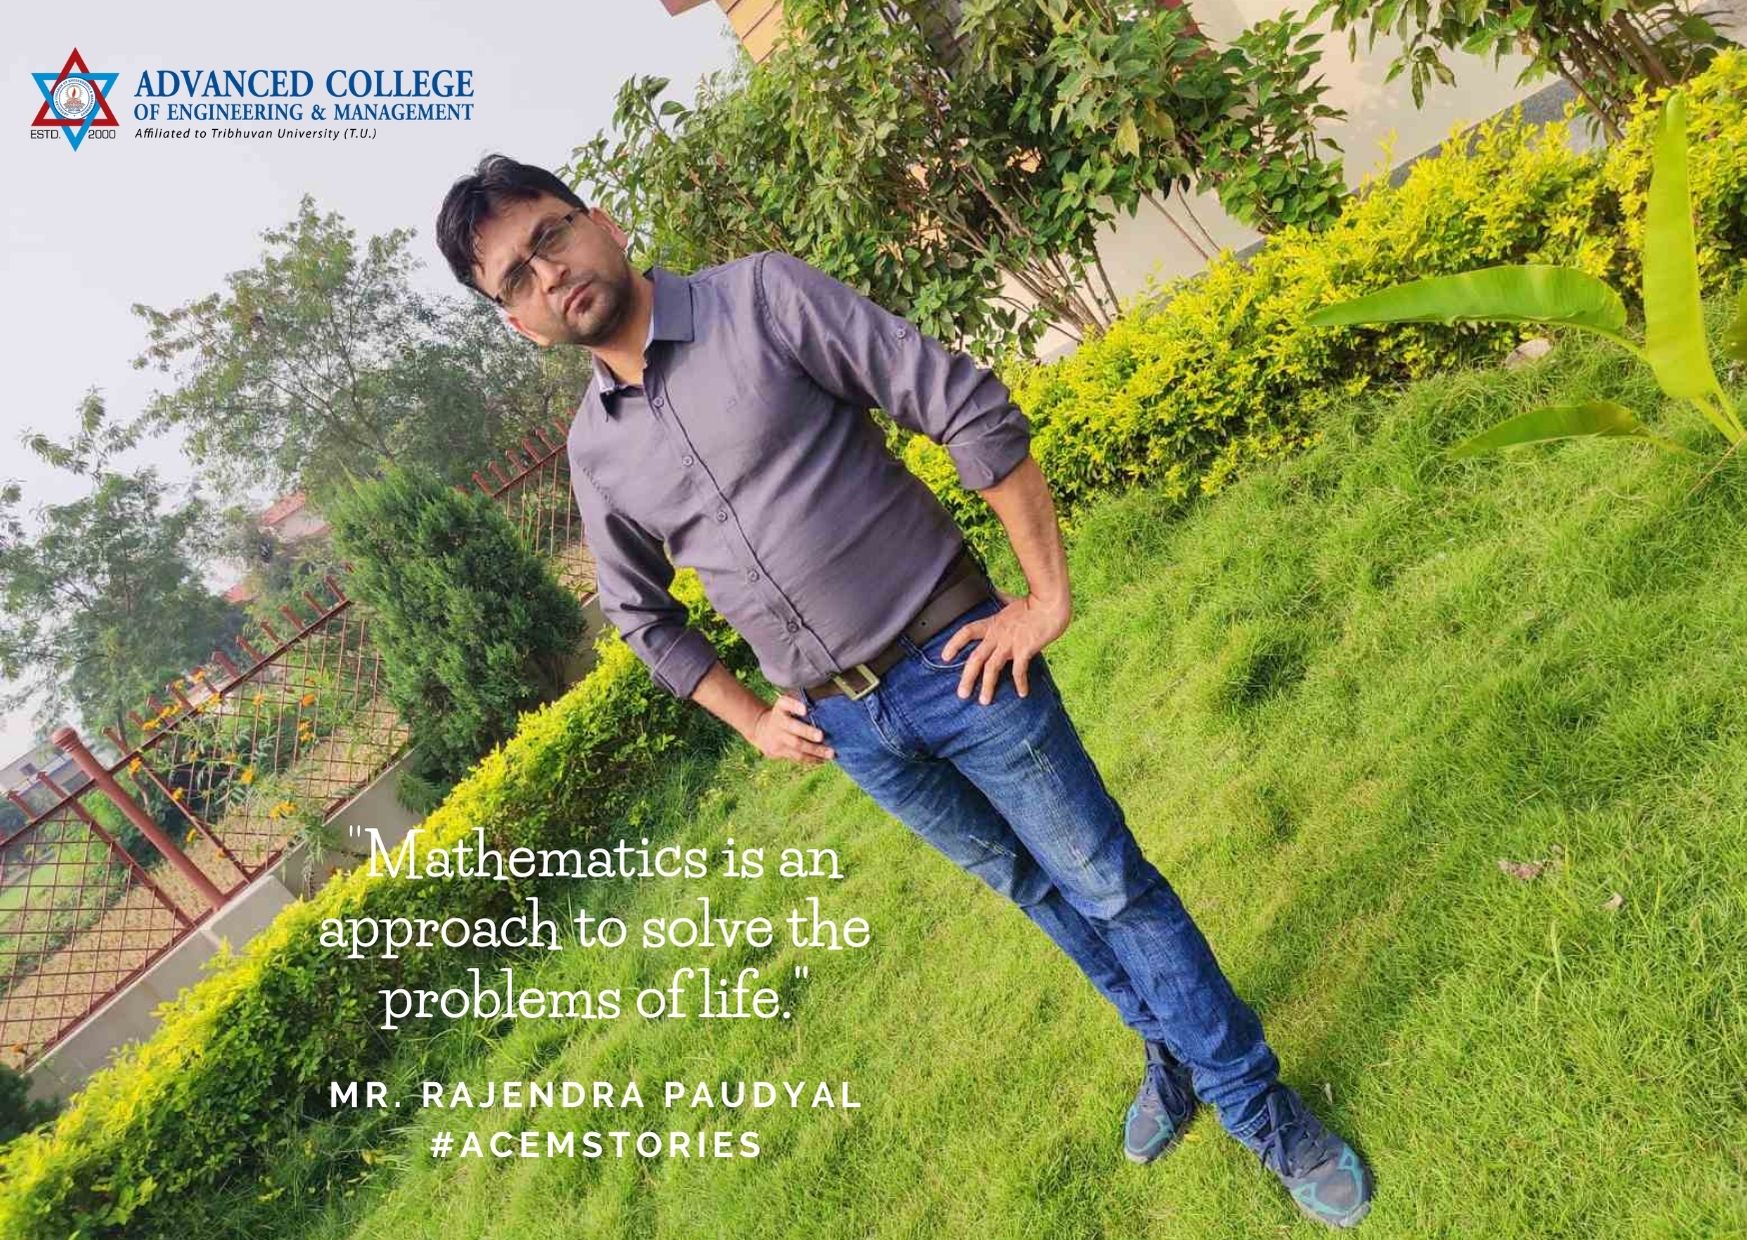 ADVANCED COLLEGE
OF ENGINEERING & MANAGEMENT
Affiliated to Tribhuvan University (T.U.)
ESTD. 2000
"Mathematics is an
approach to solve the
problems of life."
MR. RAJENDRA PAUDYAL
#ACEMSTORIES